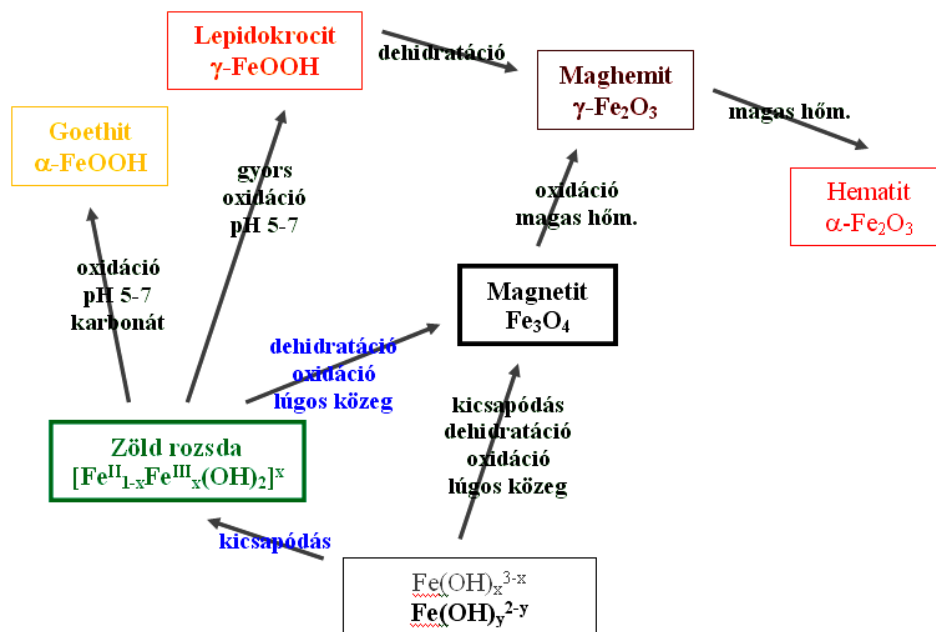 Lepidokrocit
γ-FeOOH
dehidratáció
Maghemit
γ-Fe₂O₃
magas hőm.
Goethit
α-FeOOH
gyors
oxidáció
pH 5-7
oxidáció
magas hőm.
Hematit
α-Fe₂O₃
oxidáció
pH 5-7
karbonát
Magnetit
Fe₃O₄
dehidratáció
oxidáció
lúgos közeg
kicsapódás
dehidratáció
oxidáció
lúgos közeg
Zöld rozsda
[Feᴵᴵ₁₋ₓFeᴵᴵᴵₓ(OH)₂]ˣ
kicsapódás
Fe(OH)ₓ³⁻ˣ
Fe(OH)y²⁻ʸ